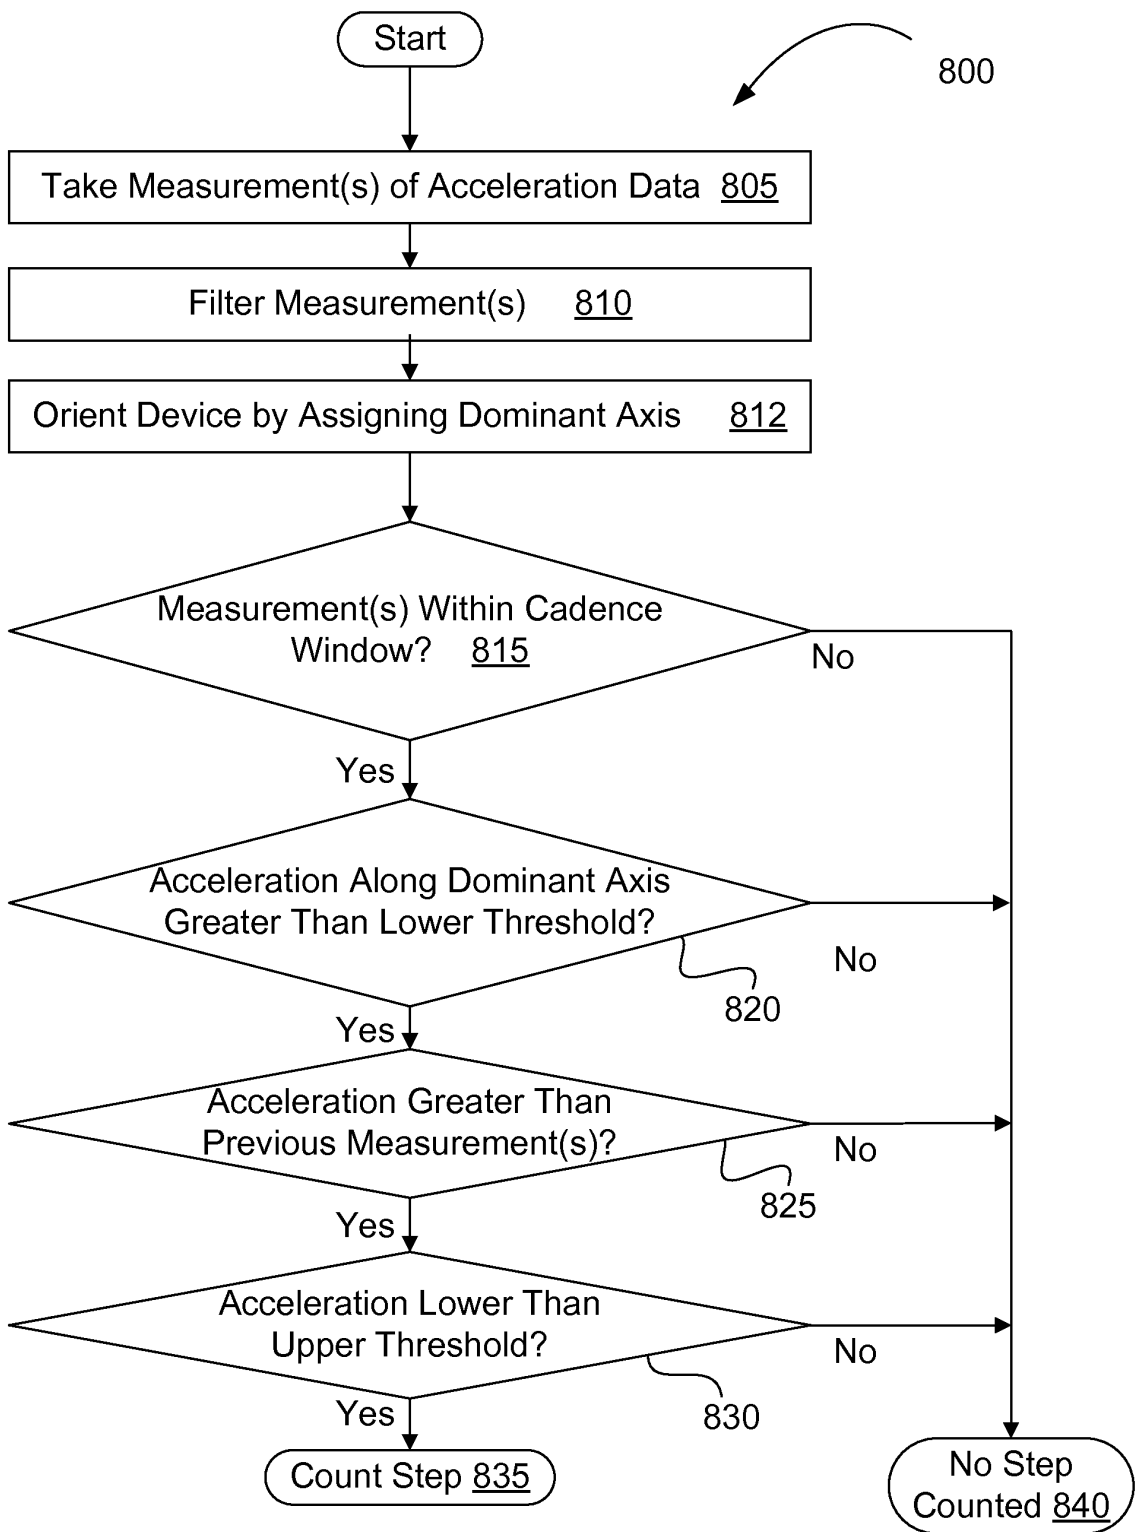 Start
800
Take Measurement(s) of Acceleration Data 805
Filter Measurement(s) 810
Orient Device by Assigning Dominant Axis 812
Measurement(s) Within Cadence
Window? 815
No
Yes
Acceleration Along Dominant Axis
Greater Than Lower Threshold?
No
820
Yes
Acceleration Greater Than
Previous Measurement(s)?
No
825
Yes
Acceleration Lower Than
Upper Threshold?
No
830
Yes
Count Step 835
No Step
Counted 840